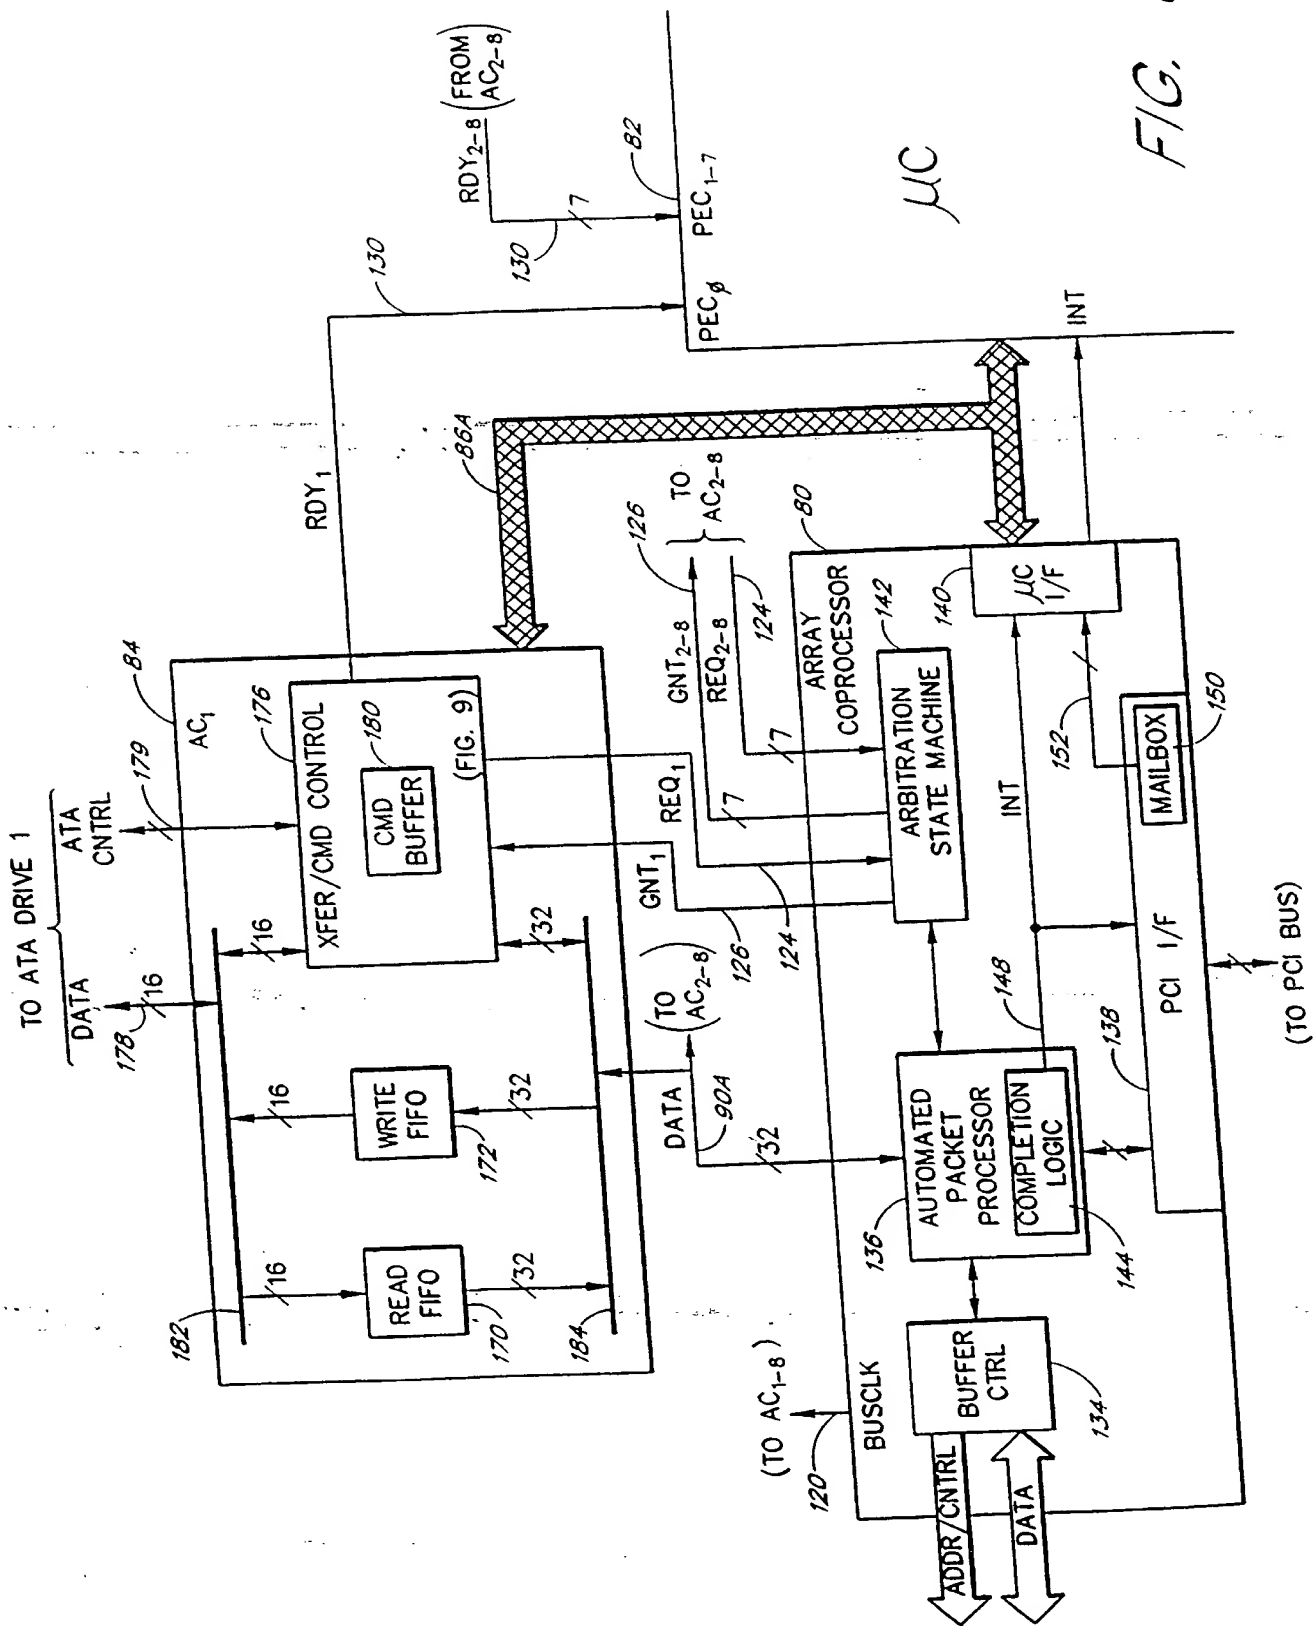 TO ATA DRIVE 1
DATA
ATA
CNTRL
178
16
179
84
AC1
182
16
16
16
176
XFER/CMD CONTROL
CMD
BUFFER
180
(FIG. 9)
READ
FIFO
170
WRITE
FIFO
172
32
32
32
184
RDY1
130
RDY2-8 (FROM
AC2-8)
130
7
82
PEC∅
PEC1-7
µC
86A
INT
(TO AC1-8)
120
DATA
90A
(TO
AC2-8)
32
GNT1
REQ1
126
124
GNT2-8
REQ2-8
126
124
TO
AC2-8
7
7
80
ARRAY
COPROCESSOR
BUSCLK
BUFFER
CTRL
134
ADDR/CNTRL
DATA
136
AUTOMATED
PACKET
PROCESSOR
COMPLETION
LOGIC
144
ARBITRATION
STATE MACHINE
142
140
µC
I/F
INT
148
152
138
PCI I/F
MAILBOX
150
(TO PCI BUS)
FIG.